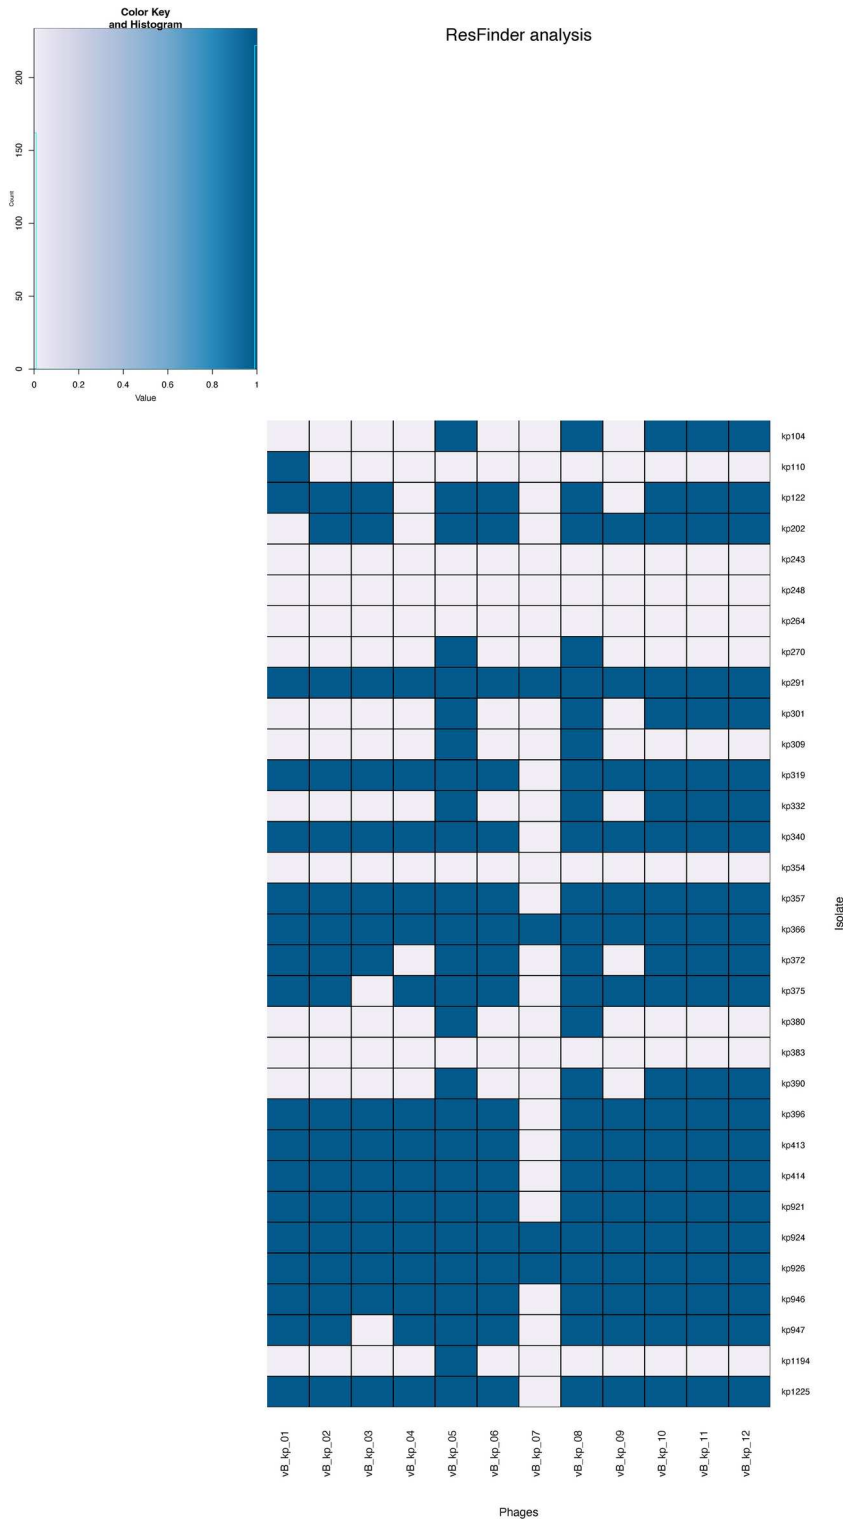 Color Key
and Histogram
ResFinder analysis
Count
0
50
100
150
200
0 0.2 0.4 0.6 0.8 1
Value
kp104
kp110
kp122
kp202
kp243
kp248
kp264
kp270
kp291
kp301
kp309
kp319
kp332
kp340
kp354
kp357
kp366
kp372
kp375
kp380
kp383
kp390
kp396
kp413
kp414
kp921
kp924
kp926
kp946
kp947
kp1194
kp1225
Isolate
vB_kp_01
vB_kp_02
vB_kp_03
vB_kp_04
vB_kp_05
vB_kp_06
vB_kp_07
vB_kp_08
vB_kp_09
vB_kp_10
vB_kp_11
vB_kp_12
Phages